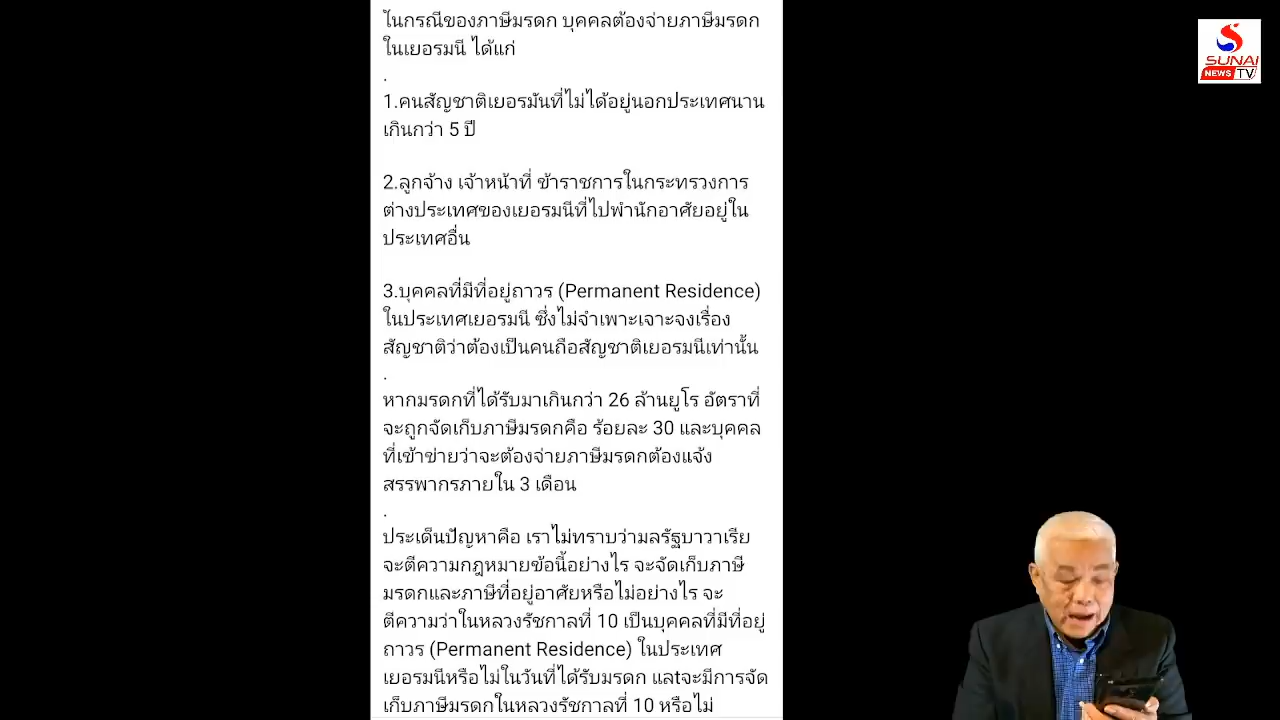 ในกรณีของภาษีมรดก บุคคลต้องจ่ายภาษีมรดก
ในเยอรมนี ได้แก่
.
1.คนสัญชาติเยอรมันที่ไม่ได้อยู่นอกประเทศนาน
เกินกว่า 5 ปี
2.ลูกจ้าง เจ้าหน้าที่ ข้าราชการในกระทรวงการ
ต่างประเทศของเยอรมนีที่ไปพำนักอาศัยอยู่ใน
ประเทศอื่น
3.บุคคลที่มีที่อยู่ถาวร (Permanent Residence)
ในประเทศเยอรมนี ซึ่งไม่จำเพาะเจาะจงเรื่อง
สัญชาติว่าต้องเป็นคนถือสัญชาติเยอรมนีเท่านั้น
.
หากมรดกที่ได้รับมาเกินกว่า 26 ล้านยูโร อัตราที่
จะถูกจัดเก็บภาษีมรดกคือ ร้อยละ 30 และบุคคล
ที่เข้าข่ายว่าจะต้องจ่ายภาษีมรดกต้องแจ้ง
สรรพากรภายใน 3 เดือน
.
ประเด็นปัญหาคือ เราไม่ทราบว่ามลรัฐบาวาเรีย
จะตีความกฎหมายข้อนี้อย่างไร จะจัดเก็บภาษี
มรดกและภาษีที่อยู่อาศัยหรือไม่อย่างไร จะ
ตีความว่าในหลวงรัชกาลที่ 10 เป็นบุคคลที่มีที่อยู่
ถาวร (Permanent Residence) ในประเทศ
เยอรมนีหรือไม่ในวันที่ได้รับมรดก แลtจะมีการจัด
เก็บภาษีมรดกในหลวงรัชกาลที่ 10 หรือไม่
SUNAI
NEWS TV